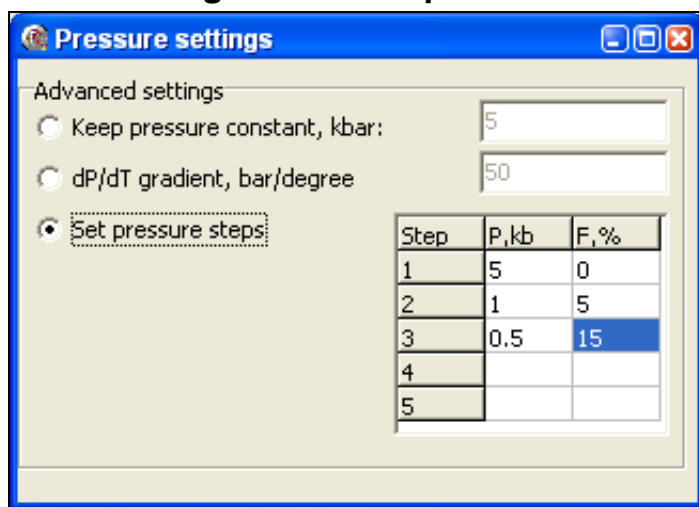 Pressure settings
Advanced settings
Keep pressure constant, kbar: 5
dP/dT gradient, bar/degree 50
Set pressure steps
Step P,kb F,%
1 5 0
2 1 5
3 0.5 15
4
5